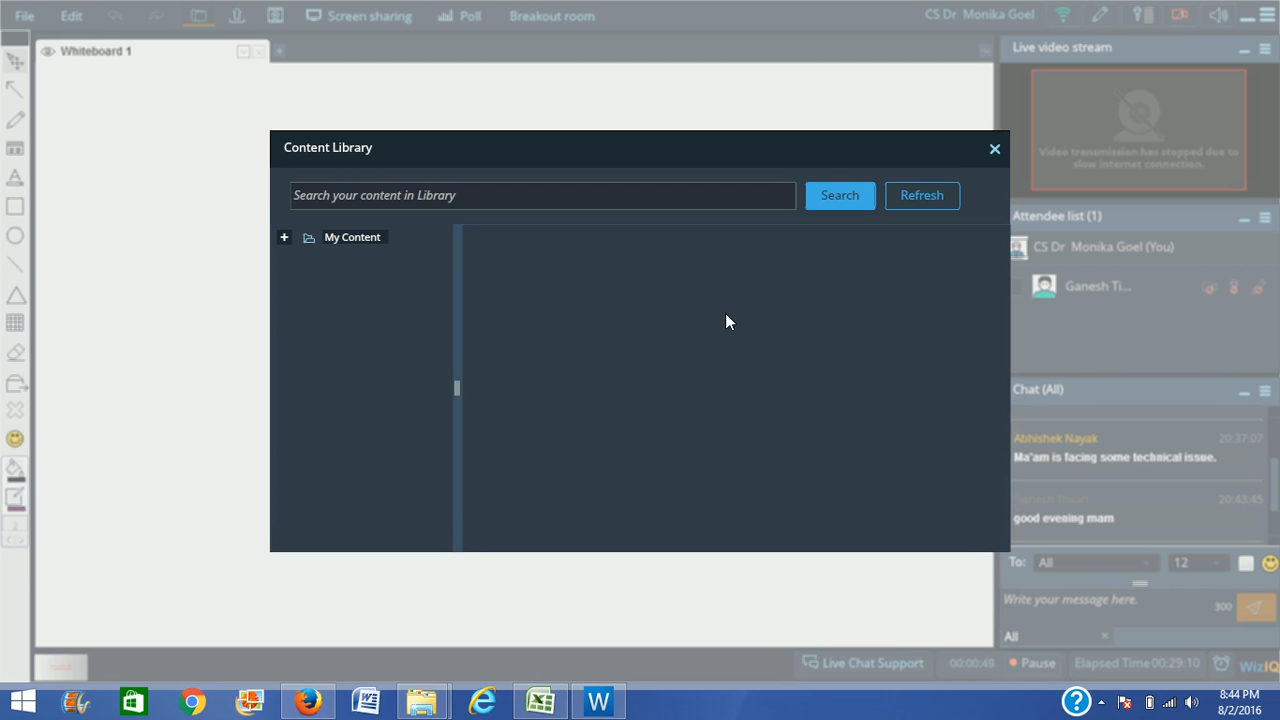 File Edit Screen sharing Poll Breakout room CS Dr Monika Goel
Whiteboard 1
Live video stream
Video transmission has stopped due to
slow internet connection.
Content Library
Search your content in Library
Search
Refresh
My Content
Attendee list (1)
CS Dr Monika Goel (You)
Ganesh Ti...
Chat (All)
Abhishek Nayak 20:37:07
Ma'am is facing some technical issue.
20:43:45
good evening mam
2
To: All 12
Write your message here. 300
All
Live Chat Support 00:00:49 Pause Elapsed Time 00:29:10 WizIQ
8:44 PM
8/2/2016